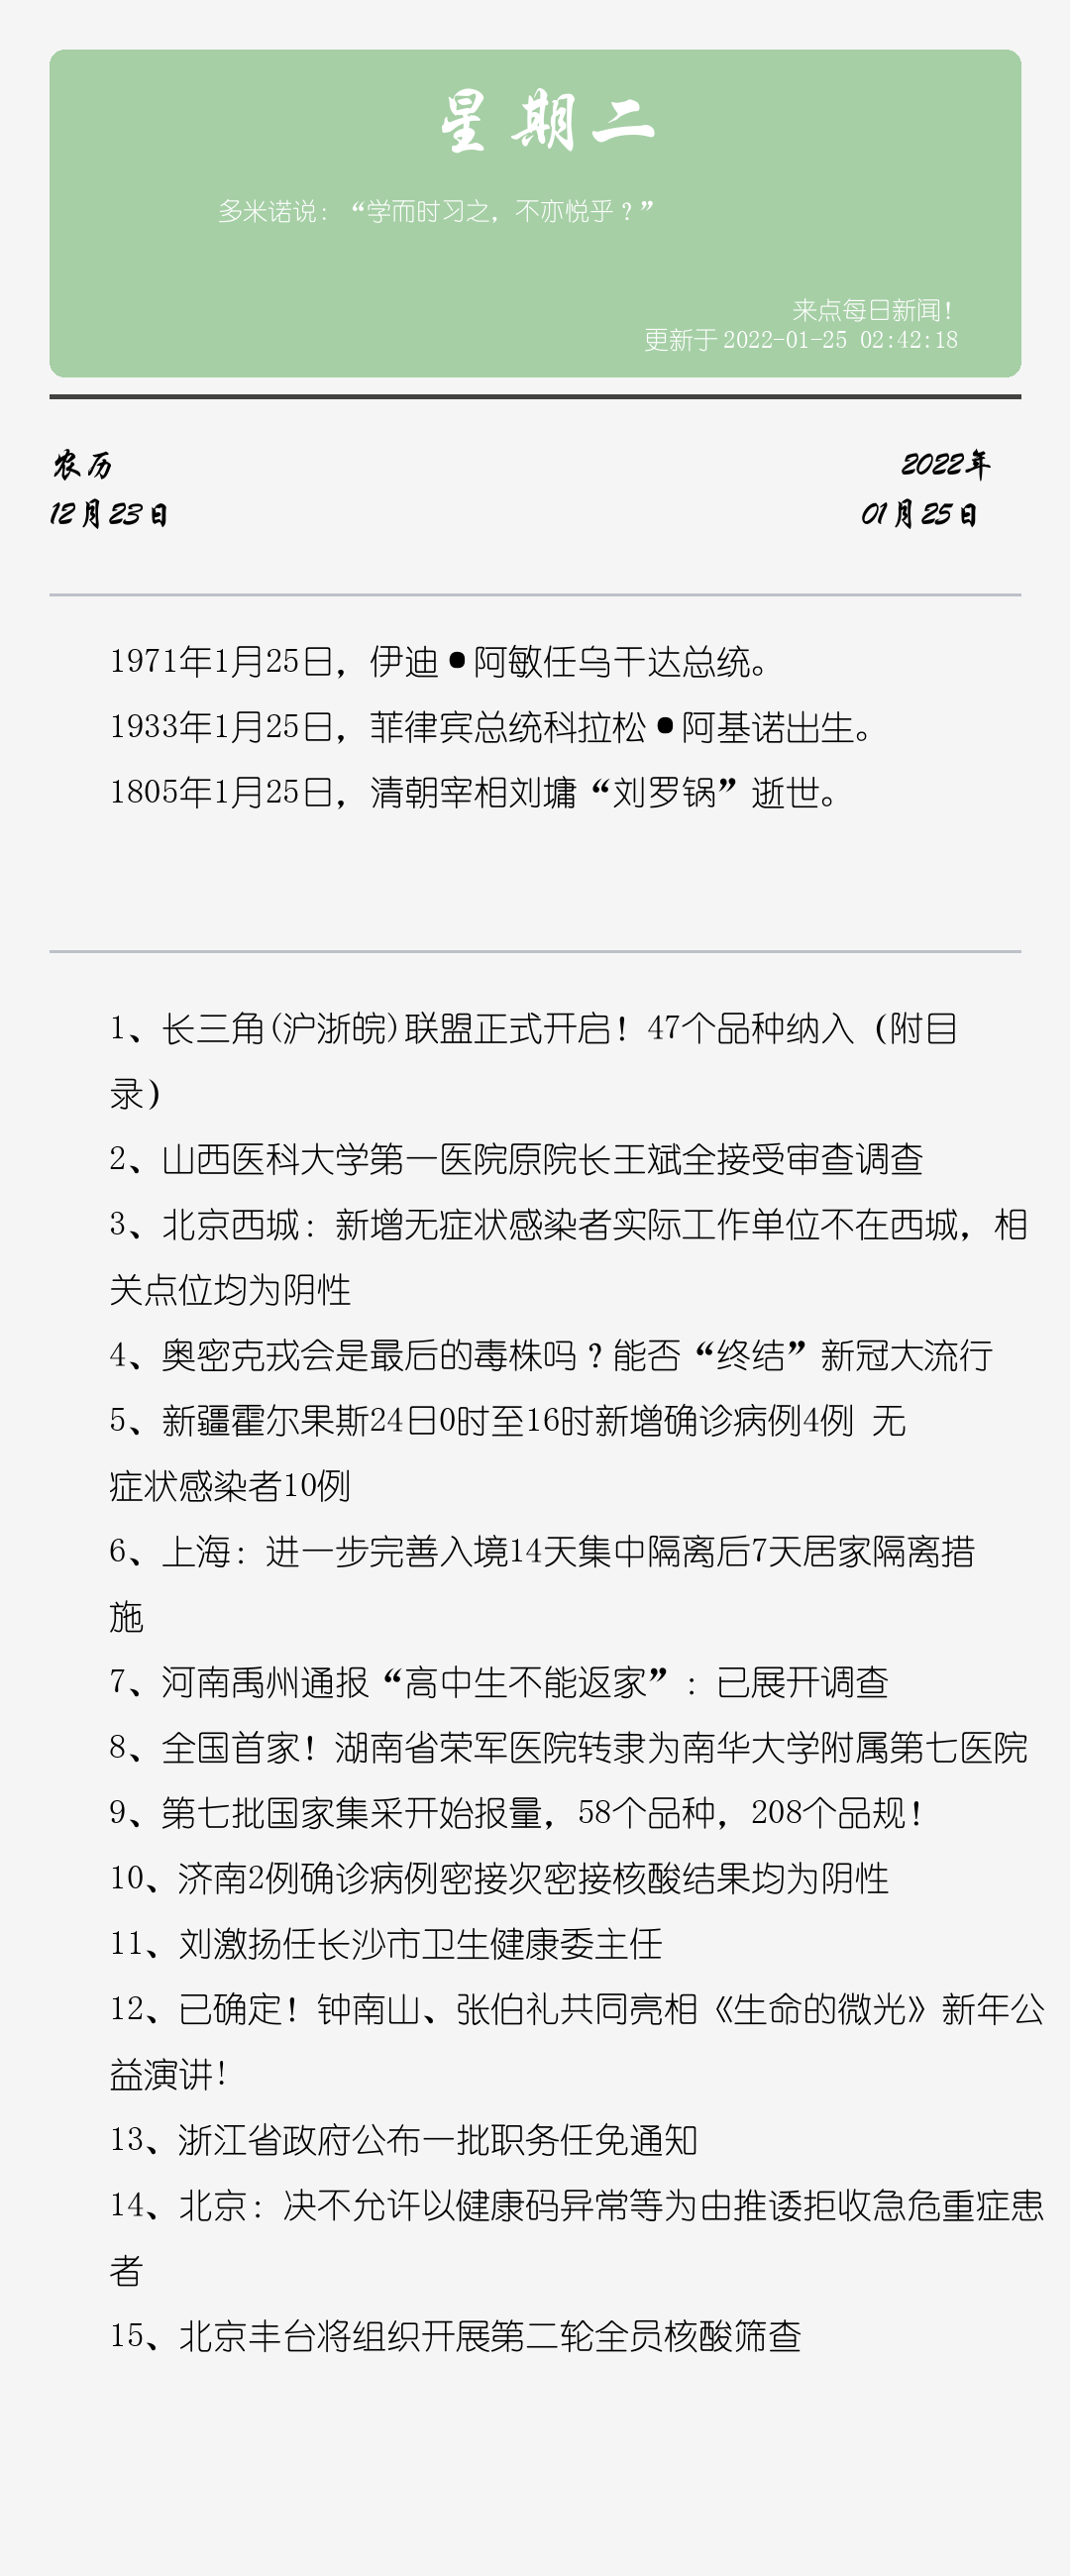 星期二
多米诺说：“学而时习之，不亦悦乎？”
来点每日新闻！
更新于2022-01-25 02:42:18
农历
12月23日
2022年
01月25日
1971年1月25日，伊迪•阿敏任乌干达总统。
1933年1月25日，菲律宾总统科拉松•阿基诺出生。
1805年1月25日，清朝宰相刘墉“刘罗锅”逝世。
1、长三角(沪浙皖)联盟正式开启！47个品种纳入（附目
录）
2、山西医科大学第一医院原院长王斌全接受审查调查
3、北京西城：新增无症状感染者实际工作单位不在西城，相
关点位均为阴性
4、奥密克戎会是最后的毒株吗？能否“终结”新冠大流行
5、新疆霍尔果斯24日0时至16时新增确诊病例4例 无
症状感染者10例
6、上海：进一步完善入境14天集中隔离后7天居家隔离措
施
7、河南禹州通报“高中生不能返家”：已展开调查
8、全国首家！湖南省荣军医院转隶为南华大学附属第七医院
9、第七批国家集采开始报量，58个品种，208个品规！
10、济南2例确诊病例密接次密接核酸结果均为阴性
11、刘激扬任长沙市卫生健康委主任
12、已确定！钟南山、张伯礼共同亮相《生命的微光》新年公
益演讲!
13、浙江省政府公布一批职务任免通知
14、北京：决不允许以健康码异常等为由推诿拒收急危重症患
者
15、北京丰台将组织开展第二轮全员核酸筛查